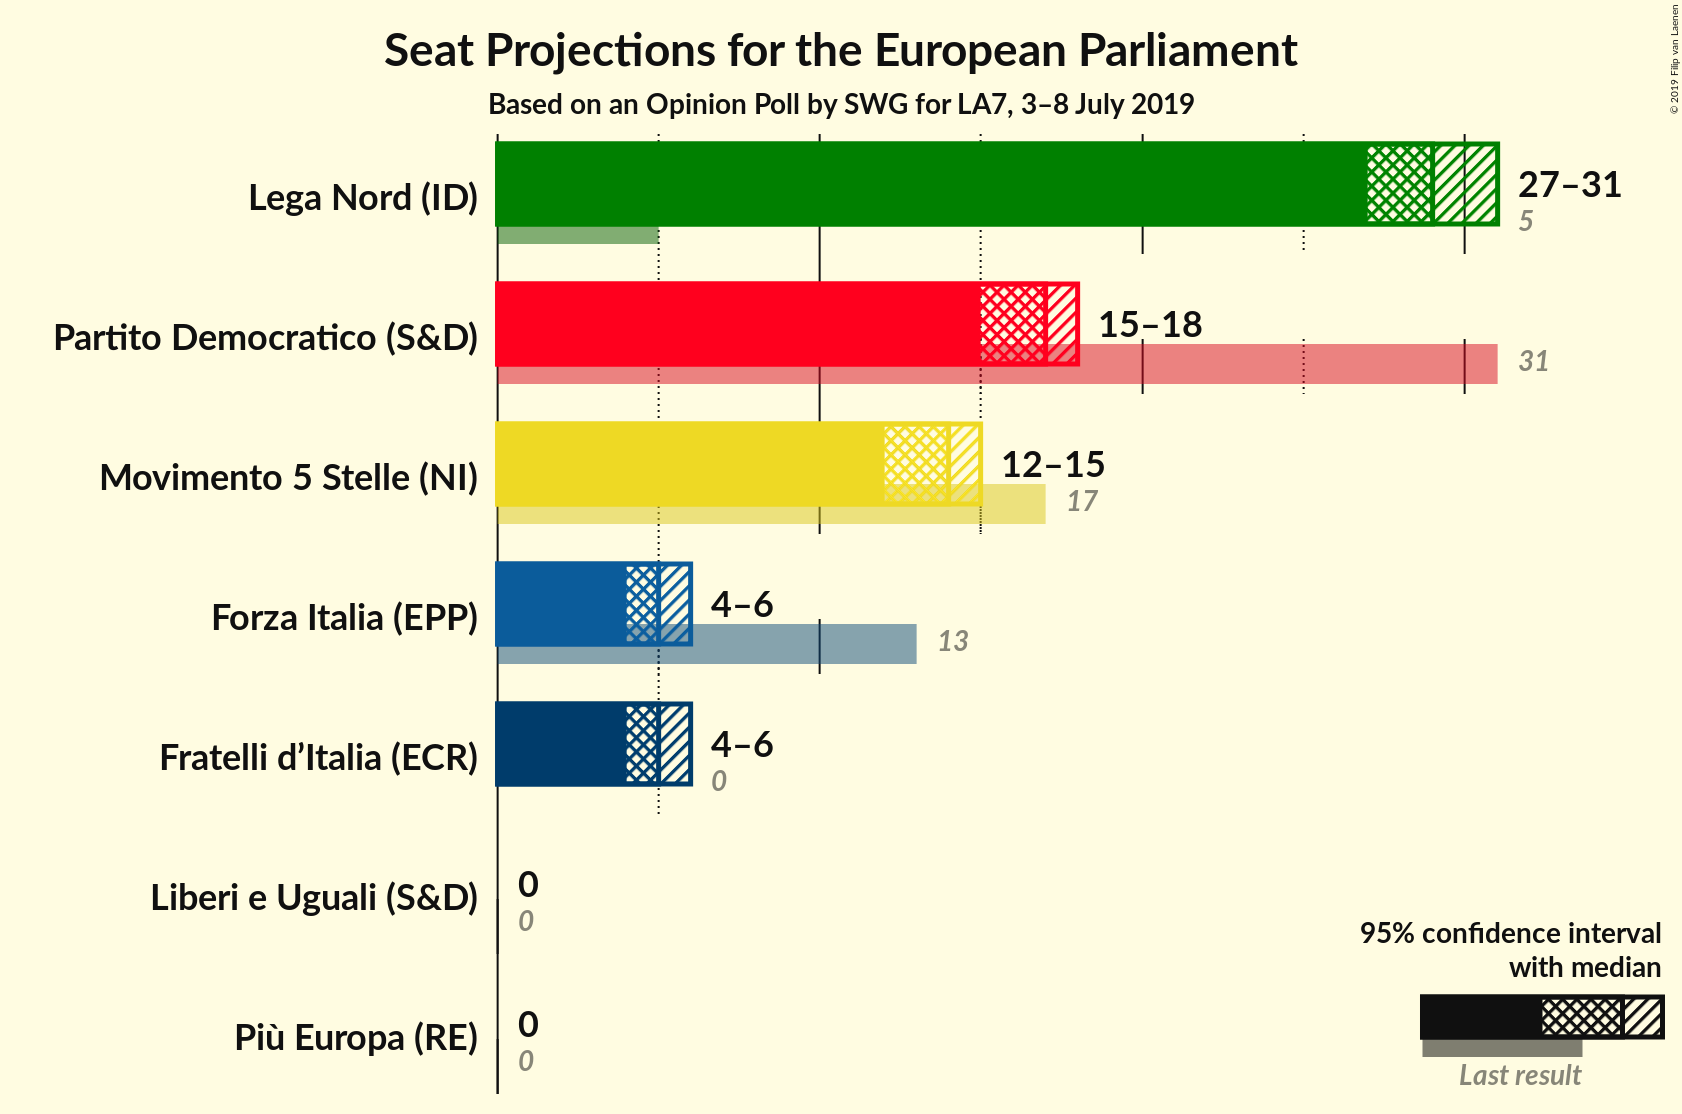 Seat Projections for the European Parliament
Based on an Opinion Poll by SWG for LA7, 3–8 July 2019
© 2019 Filip van Laenen
Lega Nord (ID)
27–31
5
Partito Democratico (S&D)
15–18
31
Movimento 5 Stelle (NI)
12–15
17
Forza Italia (EPP)
4–6
13
Fratelli d’Italia (ECR)
4–6
0
Liberi e Uguali (S&D)
0
0
Più Europa (RE)
0
0
95% confidence interval
with median
Last result